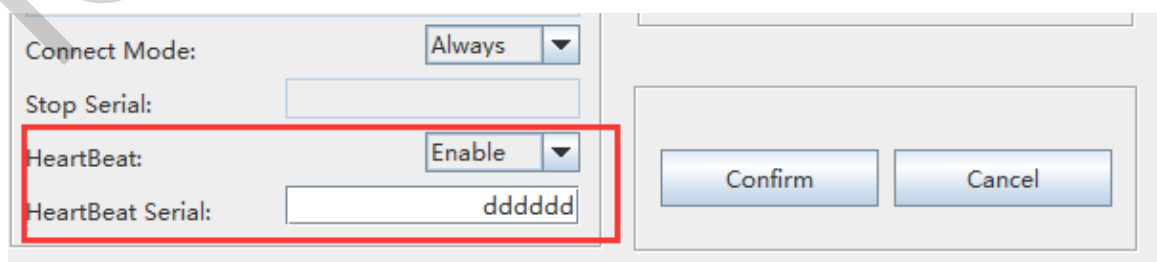 Connect Mode: Always
Stop Serial:
HeartBeat: Enable
HeartBeat Serial: dddddd
Confirm Cancel